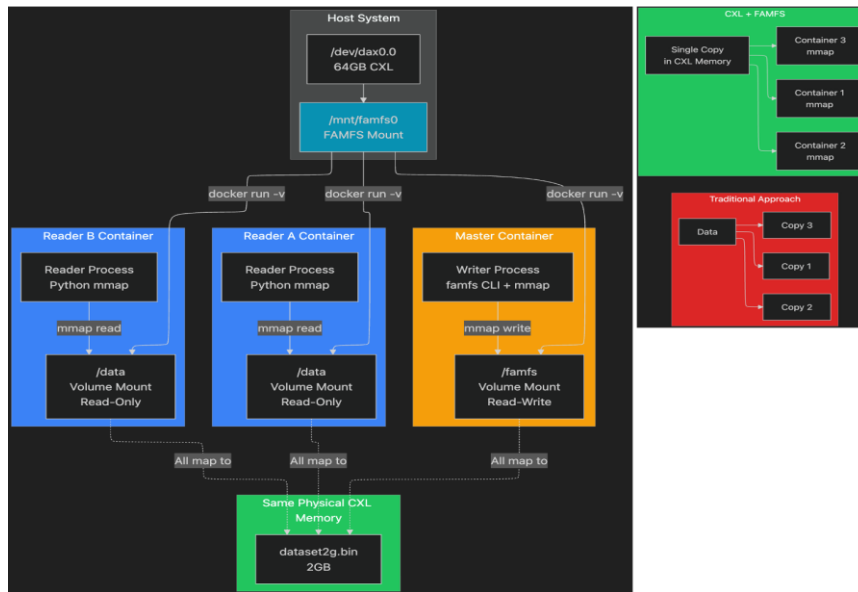 Host System
/dev/dax0.0
64GB CXL
/mnt/famfs0
FAMFS Mount
docker run -v
docker run -v
docker run -v
Reader B Container
Reader Process
Python mmap
mmap read
/data
Volume Mount
Read-Only
Reader A Container
Reader Process
Python mmap
mmap read
/data
Volume Mount
Read-Only
Master Container
Writer Process
famfs CLI + mmap
mmap write
/famfs
Volume Mount
Read-Write
All map to
All map to
All map to
Same Physical CXL
Memory
dataset2g.bin
2GB
CXL + FAMFS
Single Copy
in CXL Memory
Container 3
mmap
Container 1
mmap
Container 2
mmap
Traditional Approach
Data
Copy 3
Copy 1
Copy 2